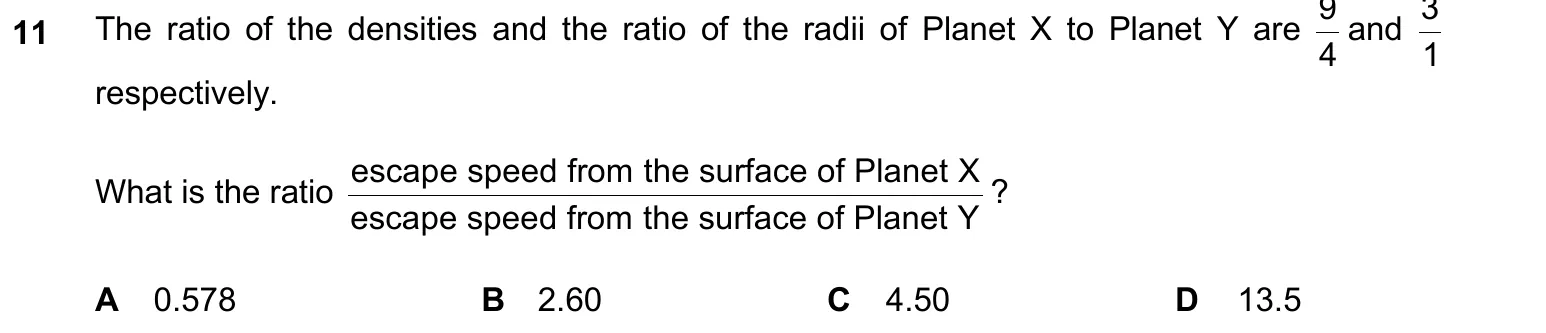 11 The ratio of the densities and the ratio of the radii of Planet X to Planet Y are 9/4 and 3/1
respectively.
What is the ratio escape speed from the surface of Planet X / escape speed from the surface of Planet Y ?
A 0.578 B 2.60 C 4.50 D 13.5